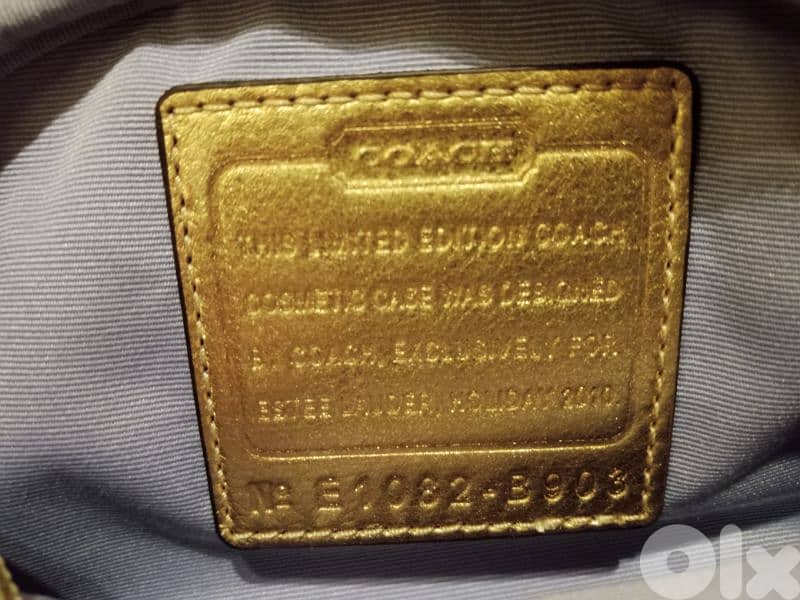 COACH
THIS LIMITED EDITION COACH
COSMETIC CASE WAS DESIGNED
BY COACH, EXCLUSIVELY FOR
ESTEE LAUDER, HOLIDAY 2010.
No E1082-B903
Olx